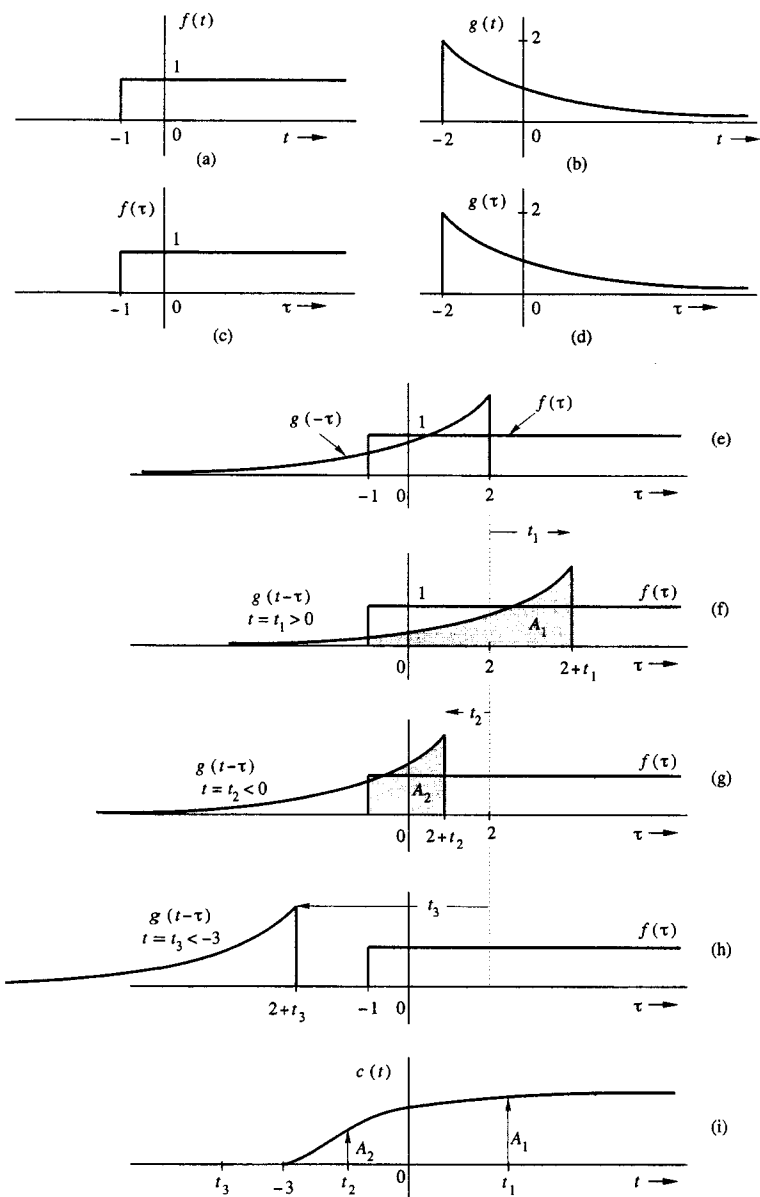 f(t)
1
-1
0
t
(a)
g(t)
2
-2
0
t
(b)
f(τ)
1
-1
0
τ
(c)
g(τ)
2
-2
0
τ
(d)
g(-τ)
1
f(τ)
(e)
-1
0
2
τ
t₁
g(t-τ)
1
f(τ)
t = t₁ > 0
(f)
A₁
0
2
2+t₁
τ
t₂
g(t-τ)
f(τ)
t = t₂ < 0
(g)
A₂
0
2+t₂
2
τ
g(t-τ)
t₃
t = t₃ < -3
f(τ)
(h)
2+t₃
-1
0
τ
c(t)
(i)
A₂
A₁
t₃
-3
t₂
0
t₁
t